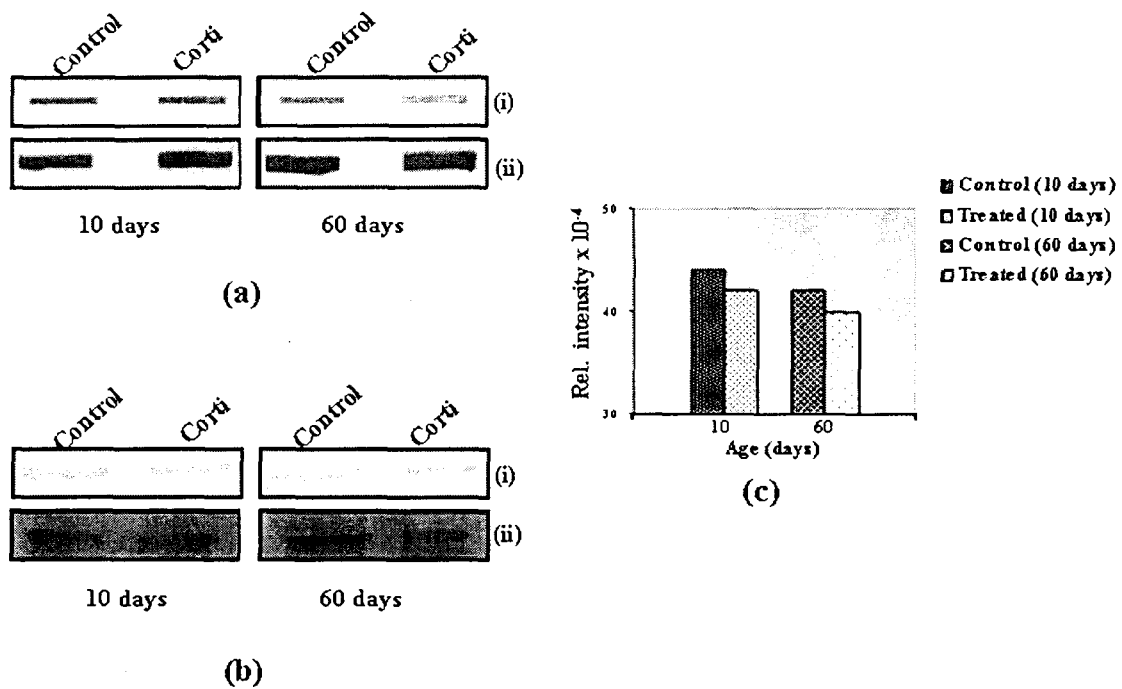 Control Corti Control Corti
(i)
(ii)
10 days 60 days
(a)
Control Corti Control Corti
(i)
(ii)
10 days 60 days
(b)
Rel. intensity x 10-4
50
40
30
10 60
Age (days)
Control (10 days)
Treated (10 days)
Control (60 days)
Treated (60 days)
(c)